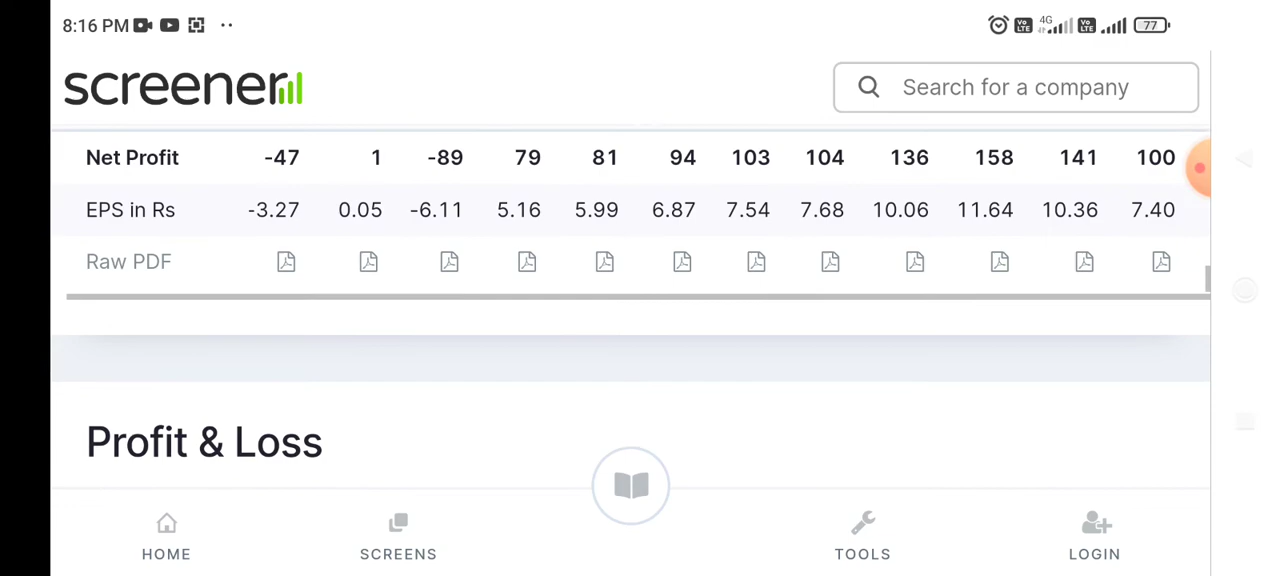 8:16 PM 4G 77
screener
Search for a company
Net Profit -47 1 -89 79 81 94 103 104 136 158 141 100
EPS in Rs -3.27 0.05 -6.11 5.16 5.99 6.87 7.54 7.68 10.06 11.64 10.36 7.40
Raw PDF
Profit & Loss
HOME SCREENS TOOLS LOGIN